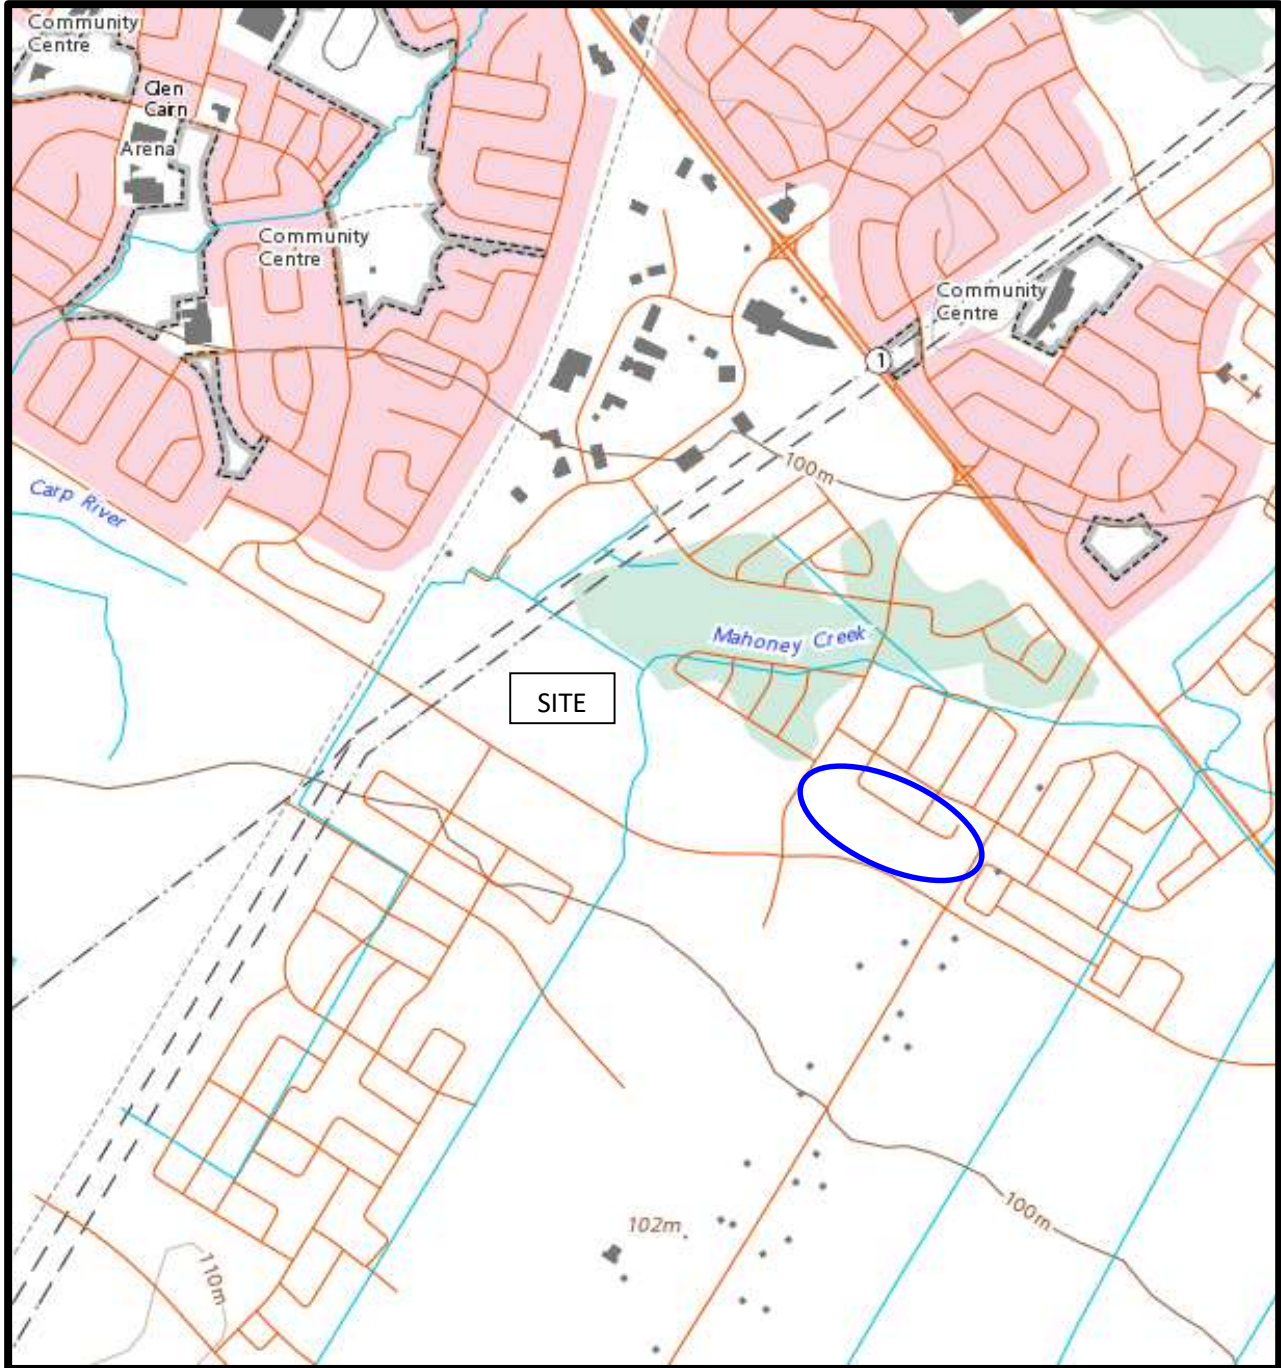 Community
Centre
Glen
Cairn
Arena
Community
Centre
Community
Centre
1
100m
Carp River
Mahoney Creek
SITE
100m
102m
110m